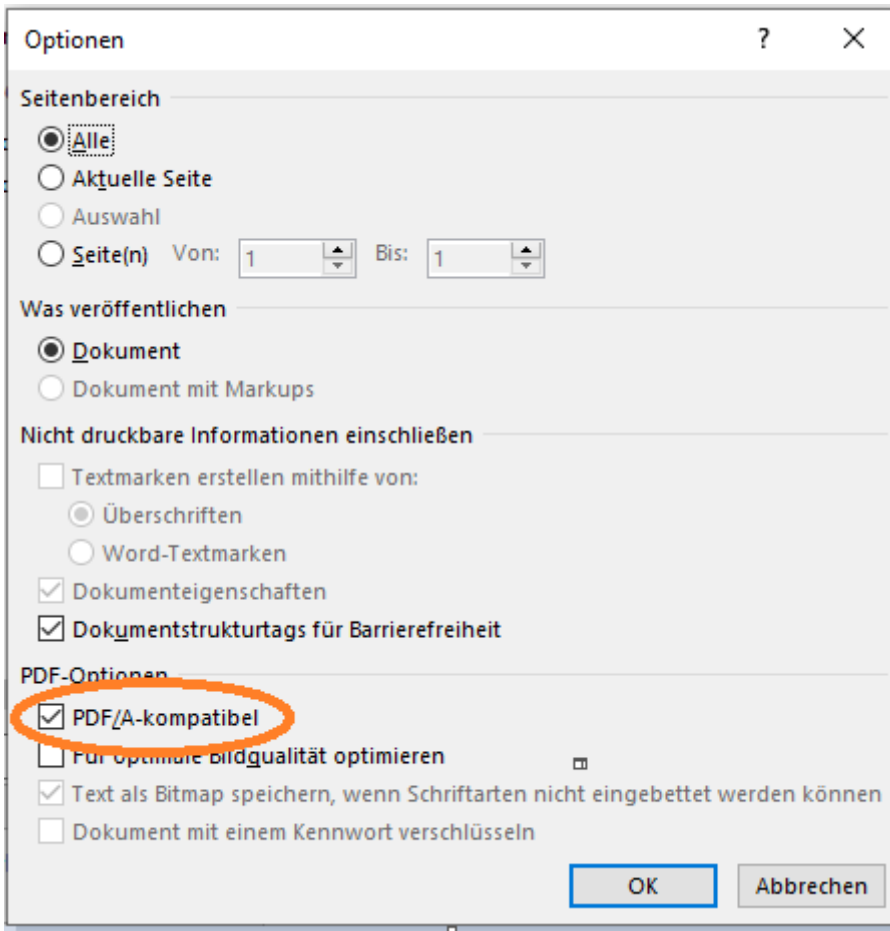 Optionen ?
Seitenbereich
Alle
Aktuelle Seite
Auswahl
Seite(n) Von: 1 Bis: 1
Was veröffentlichen
Dokument
Dokument mit Markups
Nicht druckbare Informationen einschließen
Textmarken erstellen mithilfe von:
Überschriften
Word-Textmarken
Dokumenteigenschaften
Dokumentstrukturtags für Barrierefreiheit
PDF-Optionen
PDF/A-kompatibel
Für optimale Bildqualität optimieren
Text als Bitmap speichern, wenn Schriftarten nicht eingebettet werden können
Dokument mit einem Kennwort verschlüsseln
OK Abbrechen